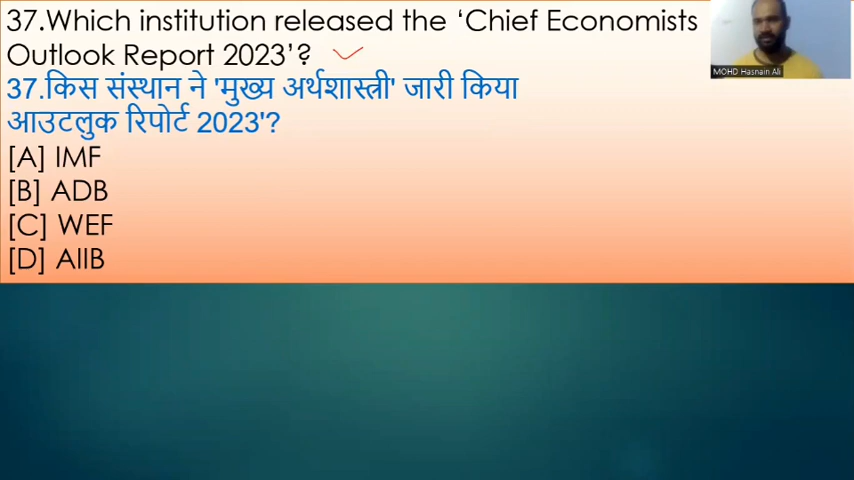 37.Which institution released the ‘Chief Economists
Outlook Report 2023’?
37.किस संस्थान ने 'मुख्य अर्थशास्त्री' जारी किया
आउटलुक रिपोर्ट 2023'?
[A] IMF
[B] ADB
[C] WEF
[D] AIIB
MOHD Hasnain Ali